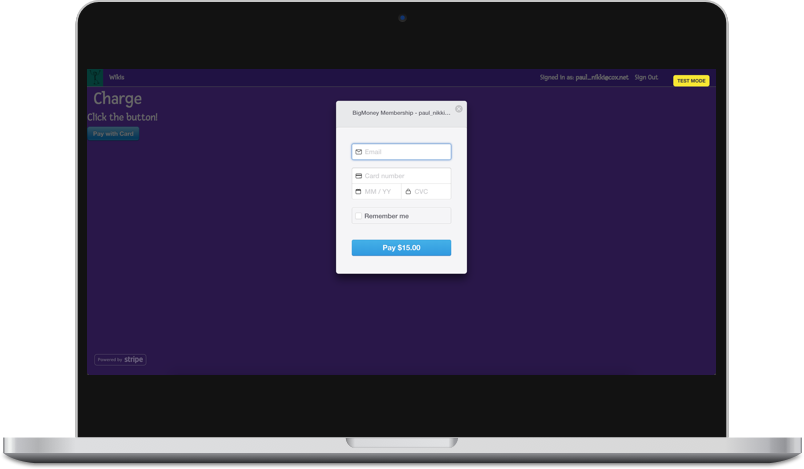 Wikis
Signed in as: paul_nikki@cox.net Sign Out
TEST MODE
Charge
Click the button!
Pay with Card
BigMoney Membership - paul_nikki...
Email
Card number
MM / YY
CVC
Remember me
Pay $15.00
Powered by stripe